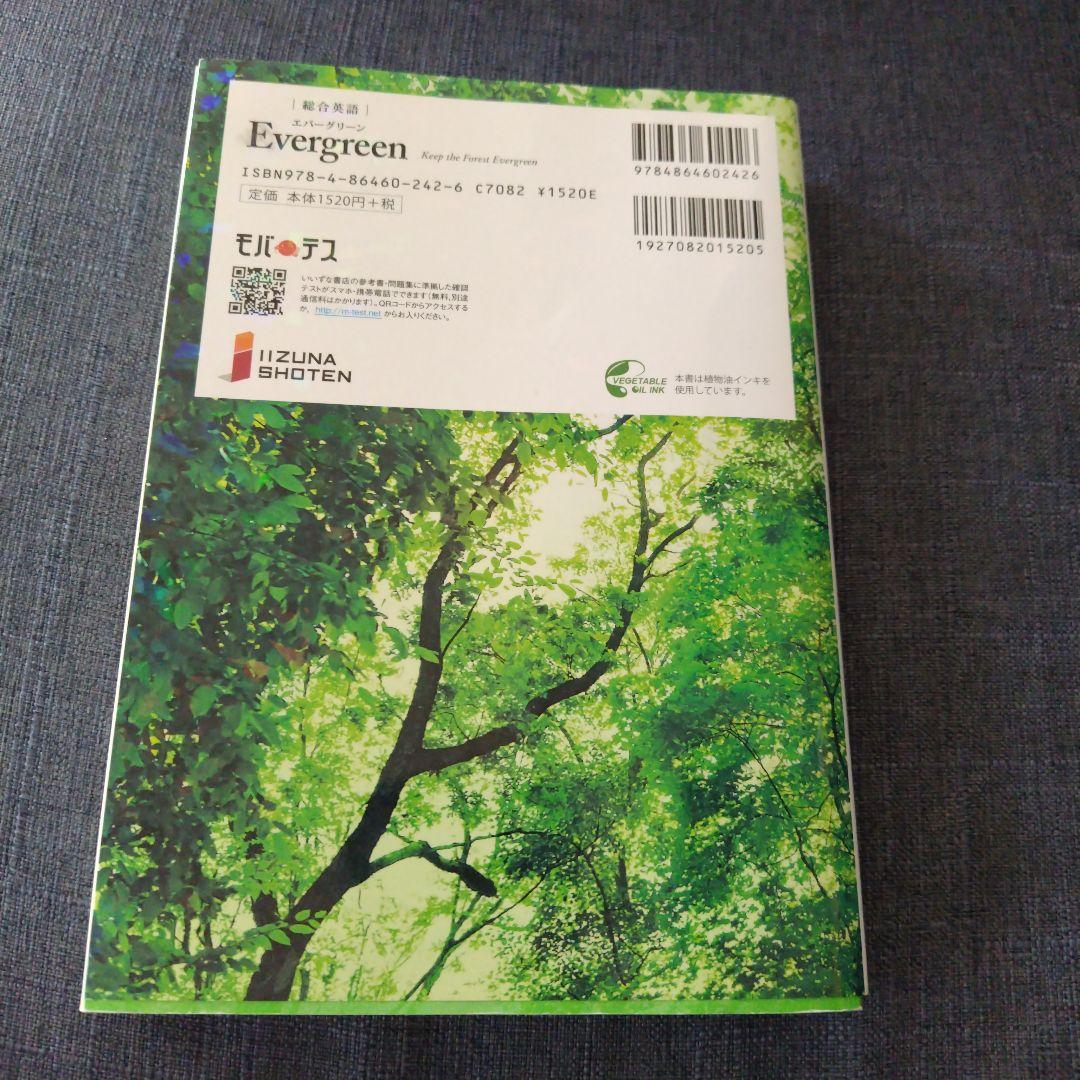 総合英語
エバーグリーン
Evergreen Keep the Forest Evergreen
ISBN978-4-86460-242-6 C7082 ¥1520E
定価 本体1520円+税
9784864602426
1927082015205
モバテス
いいずな書店の参考書・問題集に準拠した確認
テストがスマホ・携帯電話でできます(無料、別途
通信料はかかります)。QRコードからアクセスする
か、http://m-test.net からお入りください。
IIZUNA
SHOTEN
VEGETABLE
OIL INK
本書は植物油インキを
使用しています。